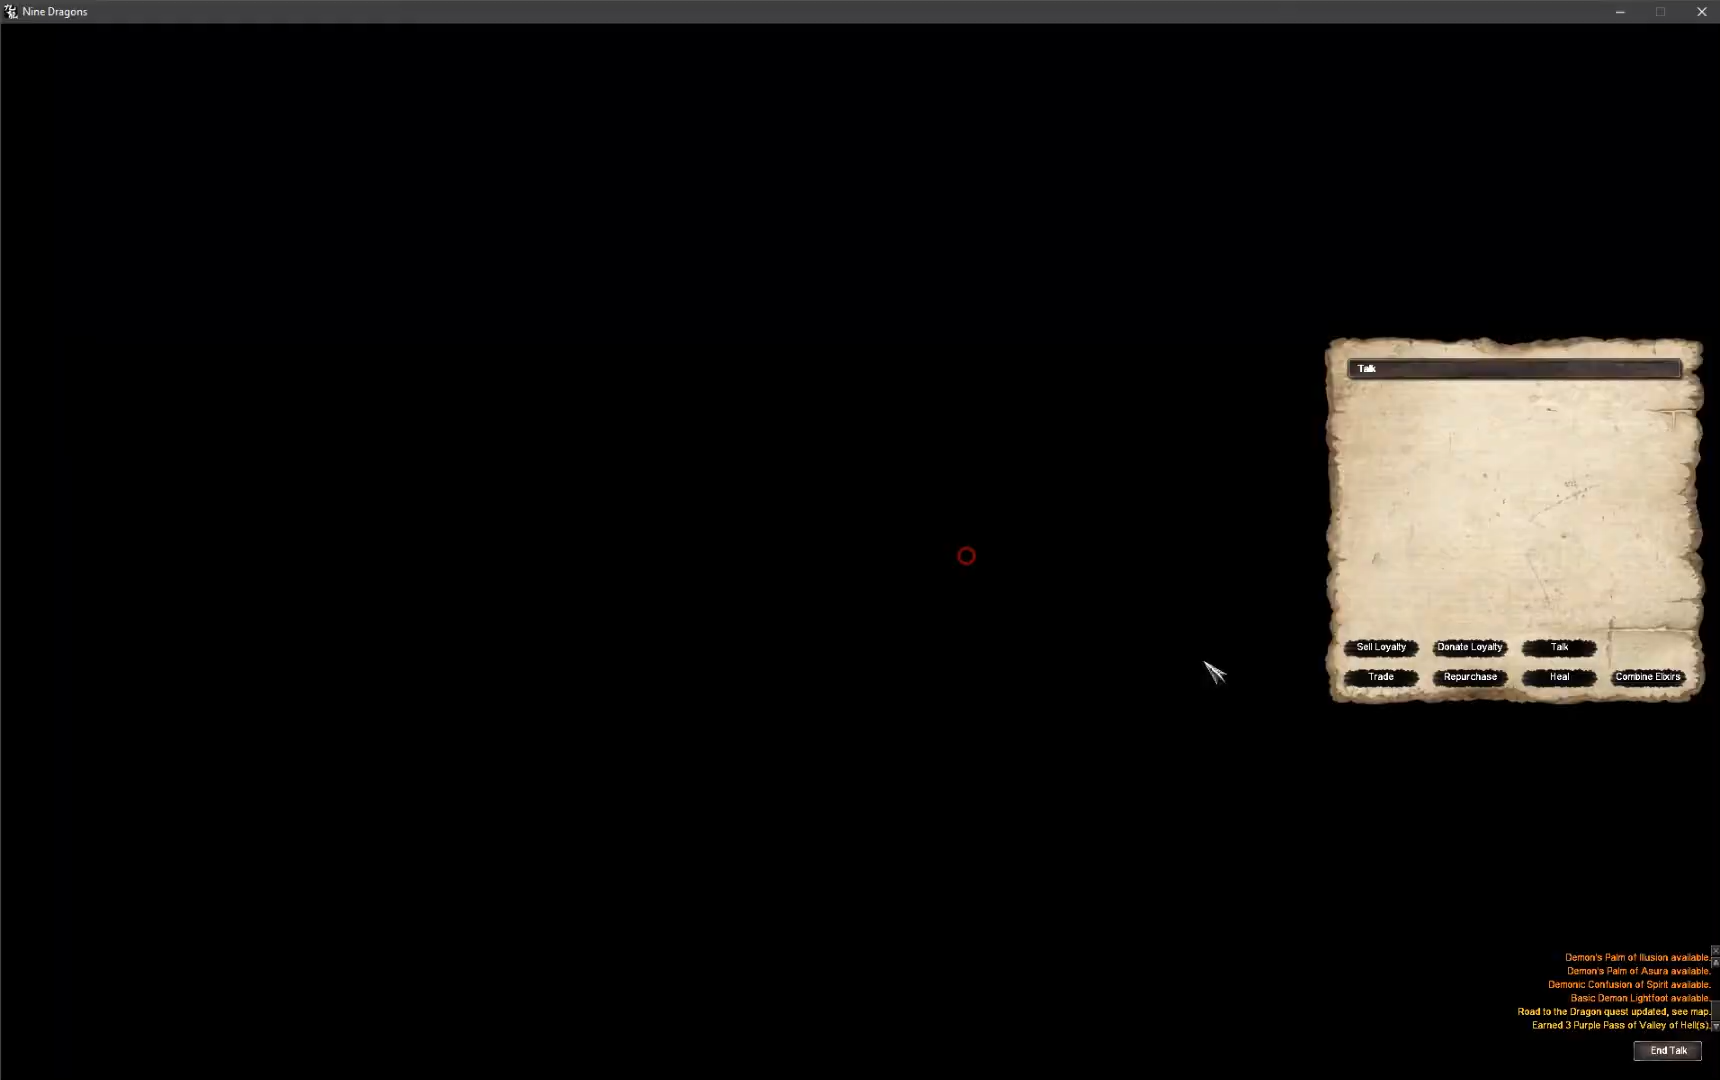 Nine Dragons
Talk
Sell Loyalty Donate Loyalty Talk
Trade Repurchase Heal Combine Elixirs
Demon's Palm of Illusion available.
Demon's Palm of Asura available.
Demonic Confusion of Spirit available.
Basic Demon Lightfoot available.
Road to the Dragon quest updated, see map.
Earned 3 Purple Pass of Valley of Hell(s).
End Talk